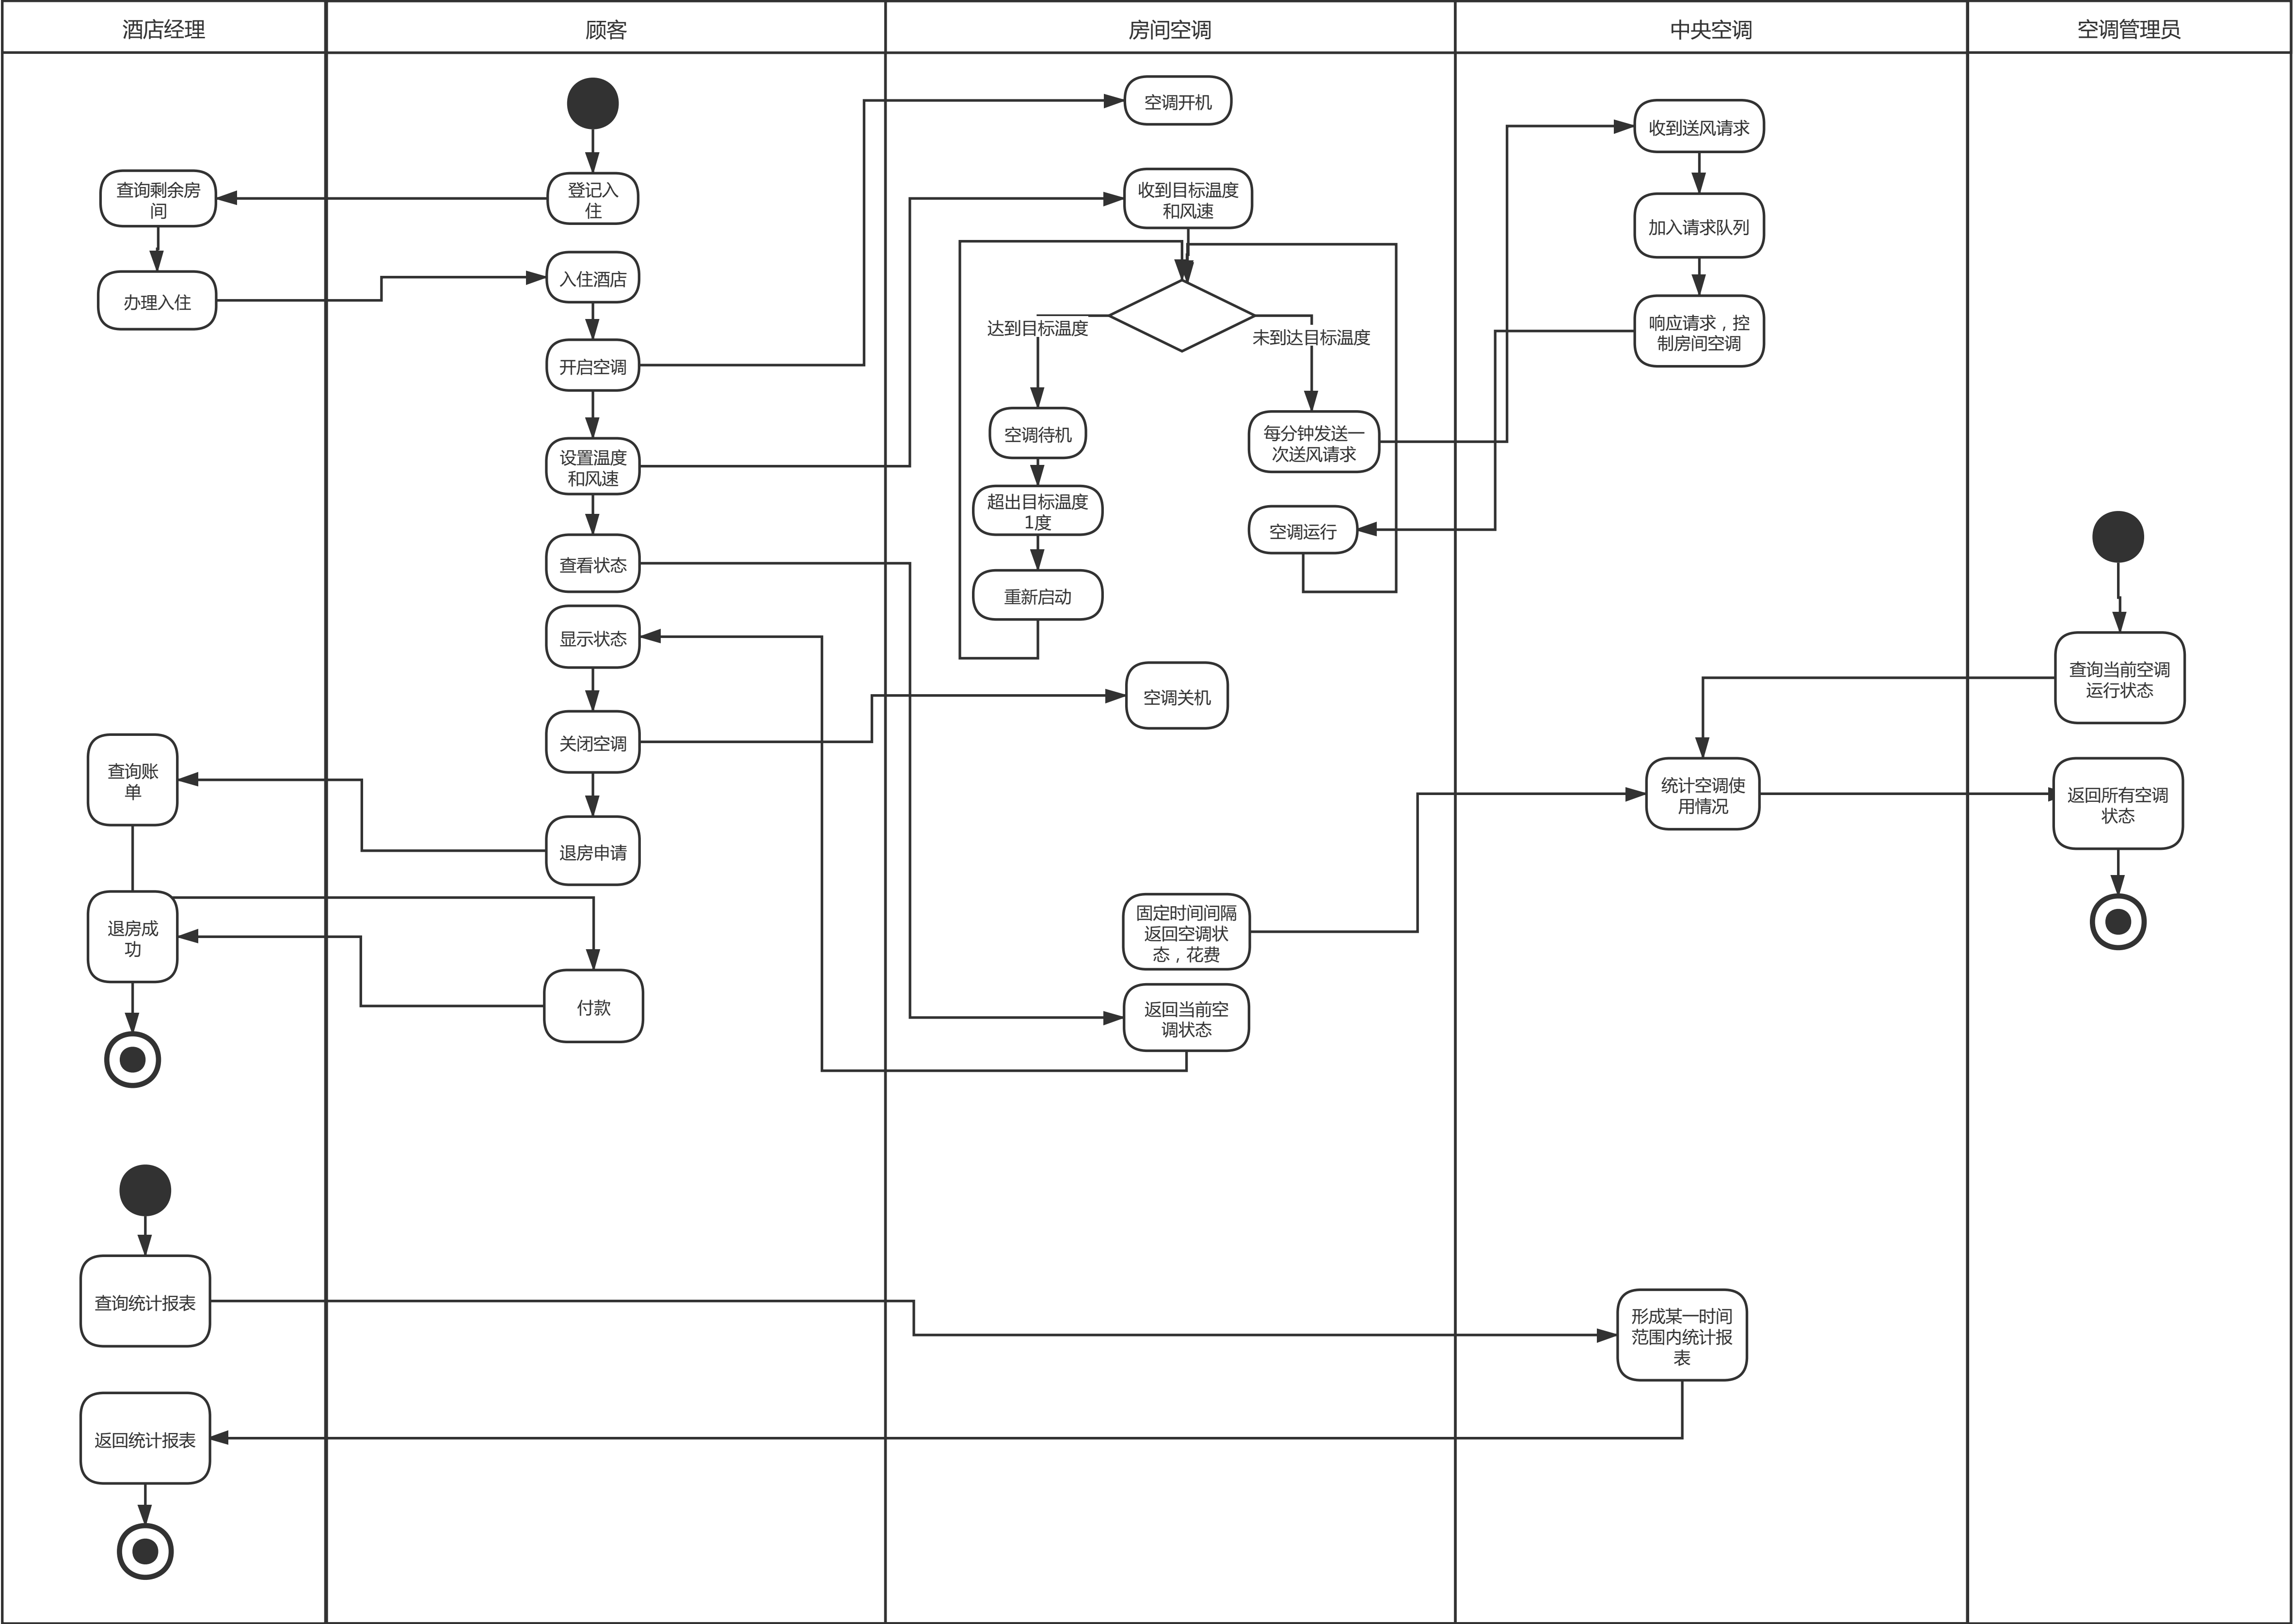 酒店经理
顾客
房间空调
中央空调
空调管理员
查询剩余房
间
办理入住
查询账
单
退房成
功
查询统计报表
返回统计报表
登记入
住
入住酒店
开启空调
设置温度
和风速
查看状态
显示状态
关闭空调
退房申请
付款
空调开机
收到目标温度
和风速
达到目标温度
未到达目标温度
空调待机
超出目标温度
1度
重新启动
每分钟发送一
次送风请求
空调运行
空调关机
固定时间间隔
返回空调状
态，花费
返回当前空
调状态
收到送风请求
加入请求队列
响应请求，控
制房间空调
统计空调使
用情况
形成某一时间
范围内统计报
表
查询当前空调
运行状态
返回所有空调
状态